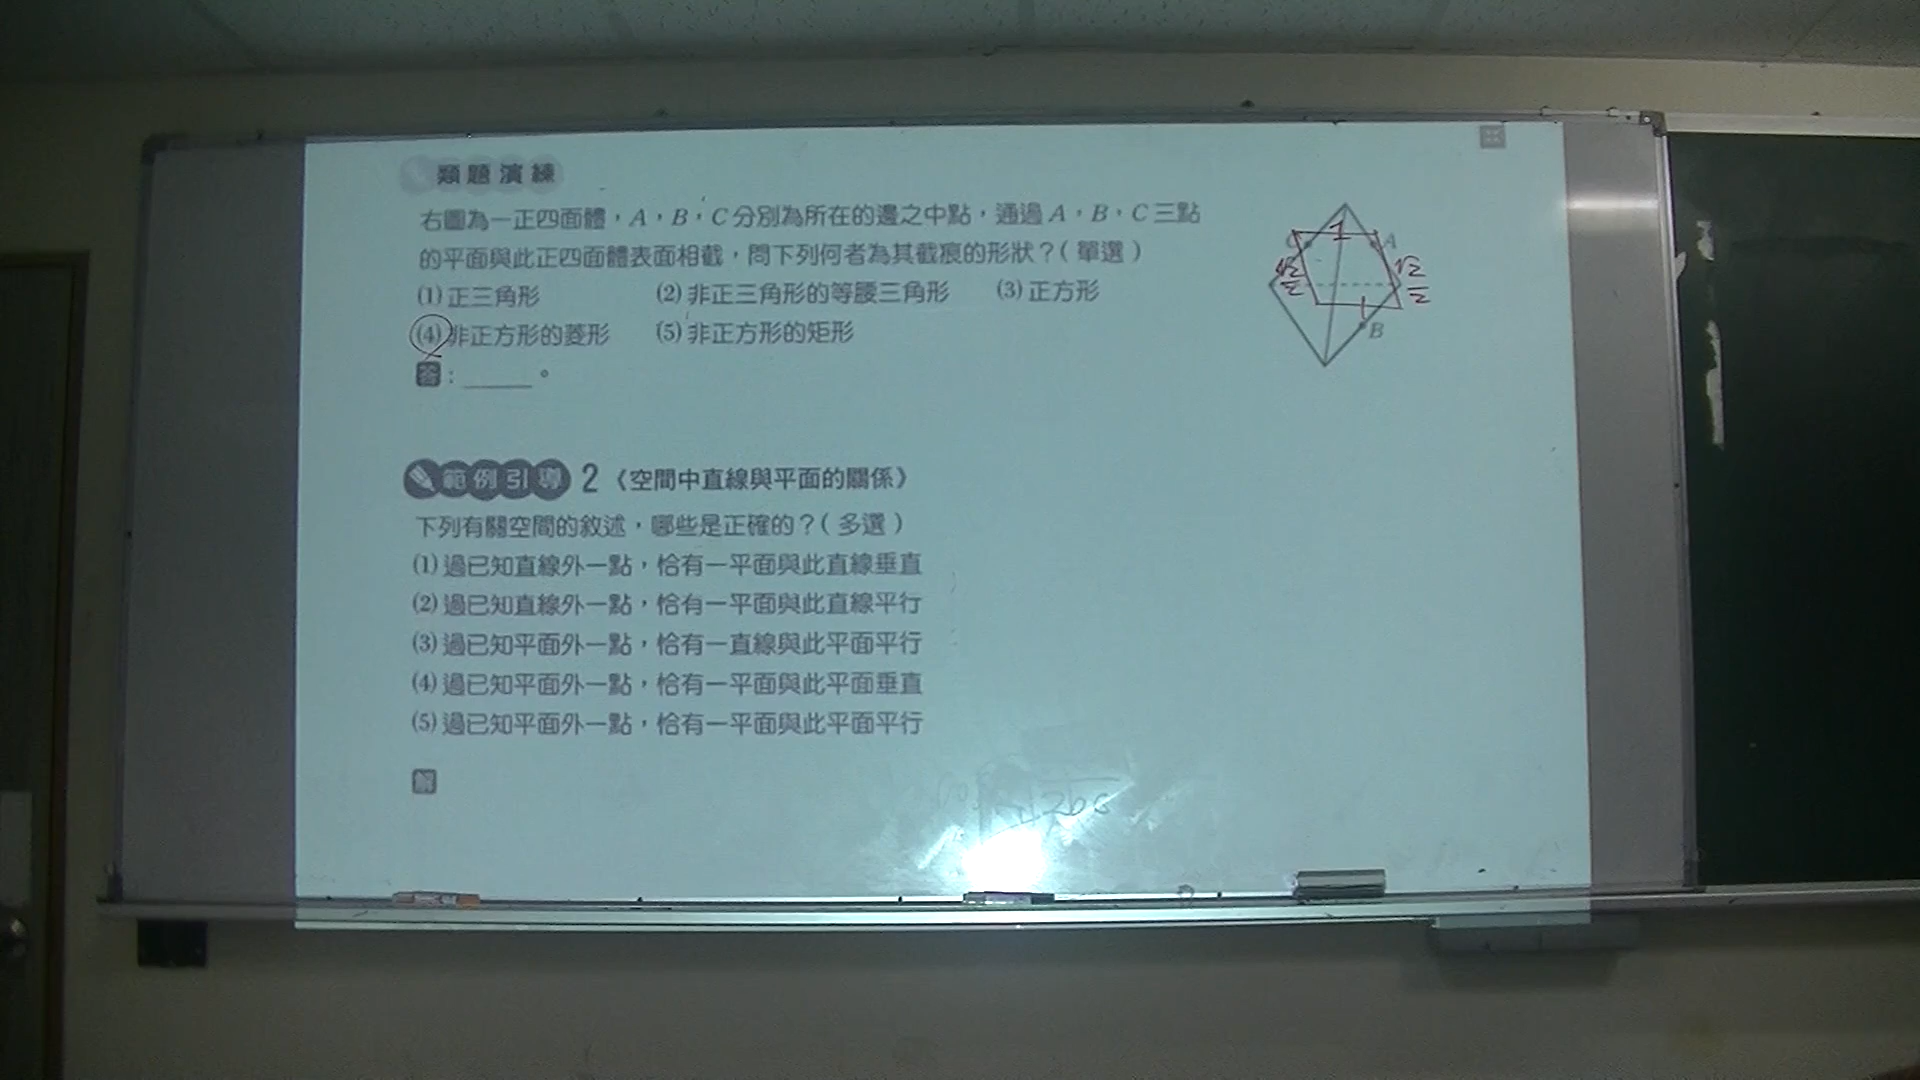 類題演練
右圖為一正四面體，A，B，C分別為所在的邊之中點，通過A，B，C三點
的平面與此正四面體表面相截，問下列何者為其截痕的形狀？(單選)
(1)正三角形 (2)非正三角形的等腰三角形 (3)正方形
(4)非正方形的菱形 (5)非正方形的矩形
答：______。
C A
1
√2 √2
2 2
1
B
範例引導 2《空間中直線與平面的關係》
下列有關空間的敘述，哪些是正確的？(多選)
(1)過已知直線外一點，恰有一平面與此直線垂直
(2)過已知直線外一點，恰有一平面與此直線平行
(3)過已知平面外一點，恰有一直線與此平面平行
(4)過已知平面外一點，恰有一平面與此平面垂直
(5)過已知平面外一點，恰有一平面與此平面平行
解